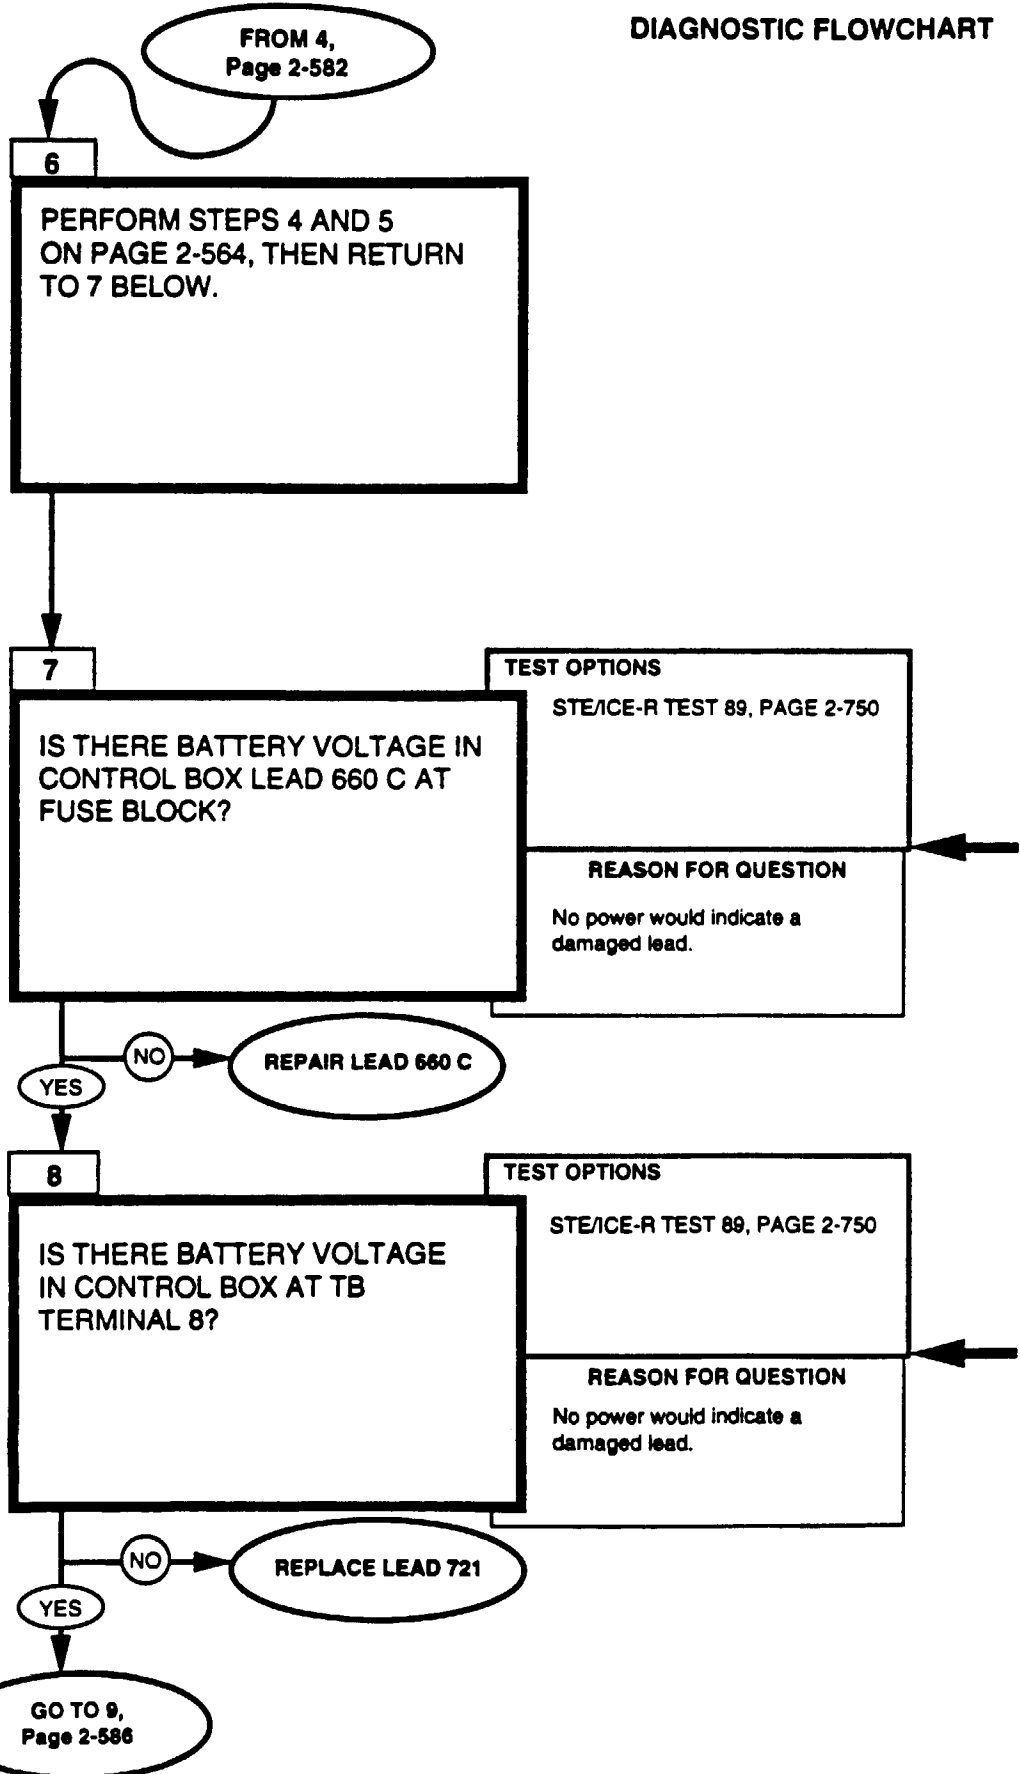 DIAGNOSTIC FLOWCHART
FROM 4,
Page 2-582
6
PERFORM STEPS 4 AND 5
ON PAGE 2-564, THEN RETURN
TO 7 BELOW.
7
IS THERE BATTERY VOLTAGE IN
CONTROL BOX LEAD 660 C AT
FUSE BLOCK?
TEST OPTIONS
STE/ICE-R TEST 89, PAGE 2-750
REASON FOR QUESTION
No power would indicate a
damaged lead.
NO
REPAIR LEAD 660 C
YES
8
IS THERE BATTERY VOLTAGE
IN CONTROL BOX AT TB
TERMINAL 8?
TEST OPTIONS
STE/ICE-R TEST 89, PAGE 2-750
REASON FOR QUESTION
No power would indicate a
damaged lead.
NO
REPLACE LEAD 721
YES
GO TO 9,
Page 2-586